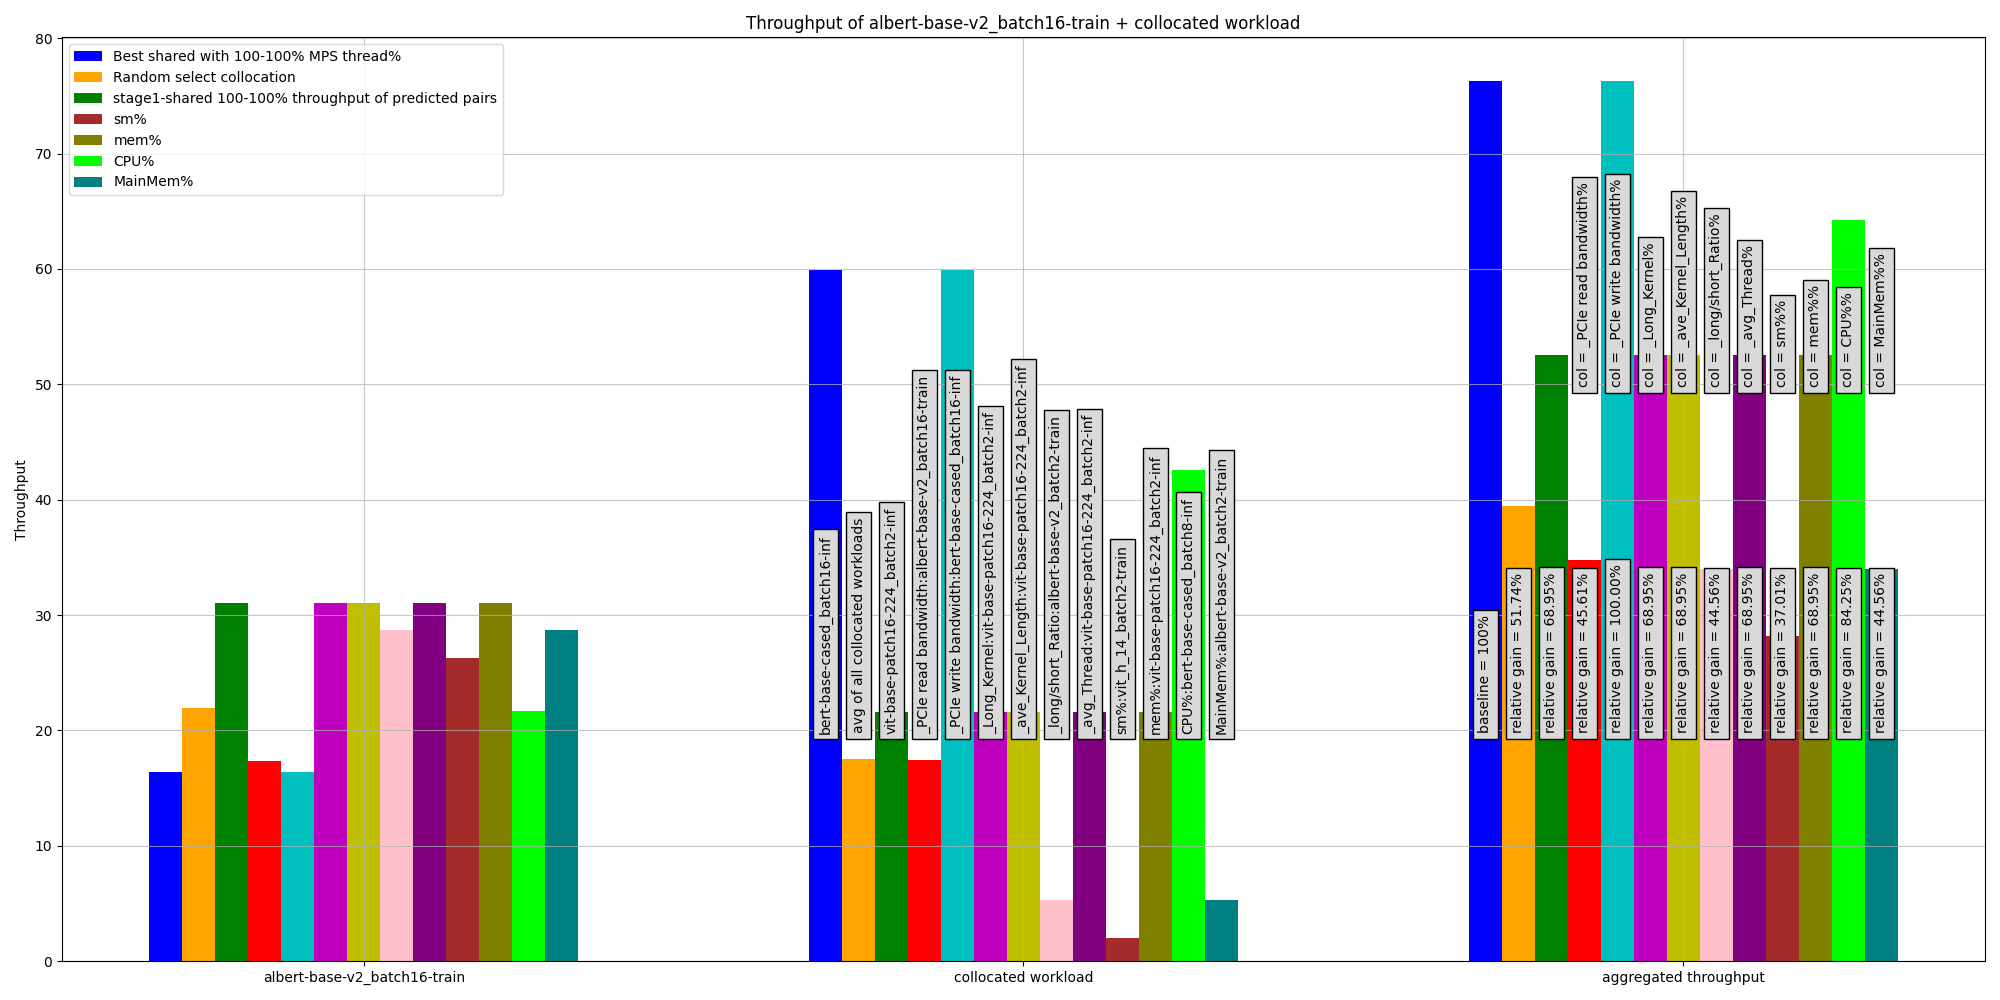 Throughput of albert-base-v2_batch16-train + collocated workload
Best shared with 100-100% MPS thread%
Random select collocation
stage1-shared 100-100% throughput of predicted pairs
sm%
mem%
CPU%
MainMem%
Throughput
80
70
60
50
40
30
20
10
0
bert-base-cased_batch16-inf
avg of all collocated workloads
vit-base-patch16-224_batch2-inf
_PCIe read bandwidth:albert-base-v2_batch16-train
_PCIe write bandwidth:bert-base-cased_batch16-inf
_Long_Kernel:vit-base-patch16-224_batch2-inf
_ave_Kernel_Length:vit-base-patch16-224_batch2-inf
_long/short_Ratio:albert-base-v2_batch2-train
_avg_Thread:vit-base-patch16-224_batch2-inf
sm%:vit_h_14_batch2-train
mem%:vit-base-patch16-224_batch2-inf
CPU%:bert-base-cased_batch8-inf
MainMem%:albert-base-v2_batch2-train
col = _PCIe read bandwidth%
col = _PCIe write bandwidth%
col = _Long_Kernel%
col = _ave_Kernel_Length%
col = _long/short_Ratio%
col = _avg_Thread%
col = sm%%
col = mem%%
col = CPU%%
col = MainMem%%
baseline = 100%
relative gain = 51.74%
relative gain = 68.95%
relative gain = 45.61%
relative gain = 100.00%
relative gain = 68.95%
relative gain = 68.95%
relative gain = 44.56%
relative gain = 68.95%
relative gain = 37.01%
relative gain = 68.95%
relative gain = 84.25%
relative gain = 44.56%
albert-base-v2_batch16-train
collocated workload
aggregated throughput